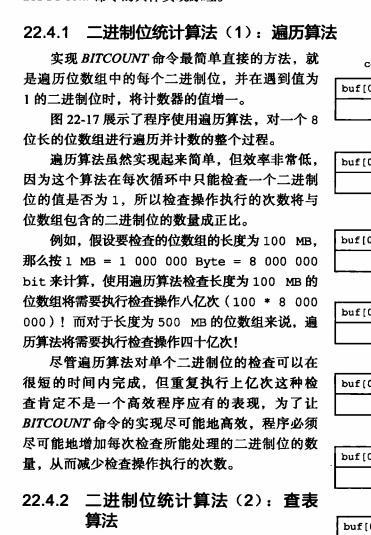 22.4.1 二进制位统计算法（1）：遍历算法
实现 BITCOUNT 命令最简单直接的方法，就
是遍历位数组中的每个二进制位，并在遇到值为
1 的二进制位时，将计数器的值增一。
图 22-17 展示了程序使用遍历算法，对一个 8
位长的位数组进行遍历并计数的整个过程。
遍历算法虽然实现起来简单，但效率非常低，
因为这个算法在每次循环中只能检查一个二进制
位的值是否为 1，所以检查操作执行的次数将与
位数组包含的二进制位的数量成正比。
例如，假设要检查的位数组的长度为 100 MB，
那么按 1 MB = 1 000 000 Byte = 8 000 000
bit 来计算，使用遍历算法检查长度为 100 MB 的
位数组将需要执行检查操作八亿次（100 * 8 000
000）！而对于长度为 500 MB 的位数组来说，遍
历算法将需要执行检查操作四十亿次！
尽管遍历算法对单个二进制位的检查可以在
很短的时间内完成，但重复执行上亿次这种检
查肯定不是一个高效程序应有的表现，为了让
BITCOUNT 命令的实现尽可能地高效，程序必须
尽可能地增加每次检查所能处理的二进制位的数
量，从而减少检查操作执行的次数。
22.4.2 二进制位统计算法（2）：查表
算法
c
buf[0
buf[0
buf[0
buf[0
buf[0
buf[0
buf[0